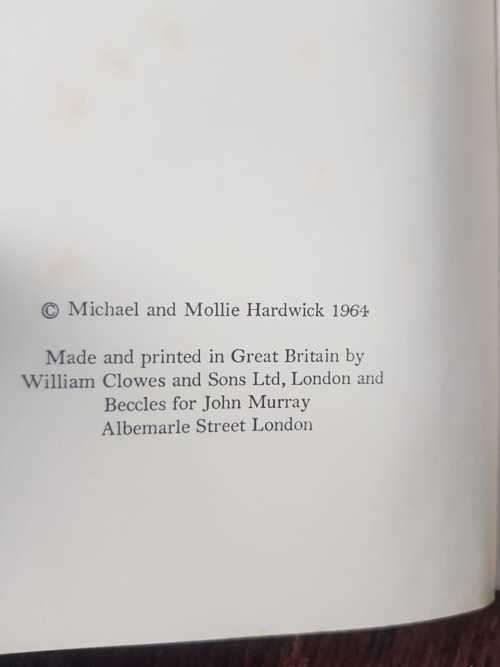 © Michael and Mollie Hardwick 1964
Made and printed in Great Britain by
William Clowes and Sons Ltd, London and
Beccles for John Murray
Albemarle Street London